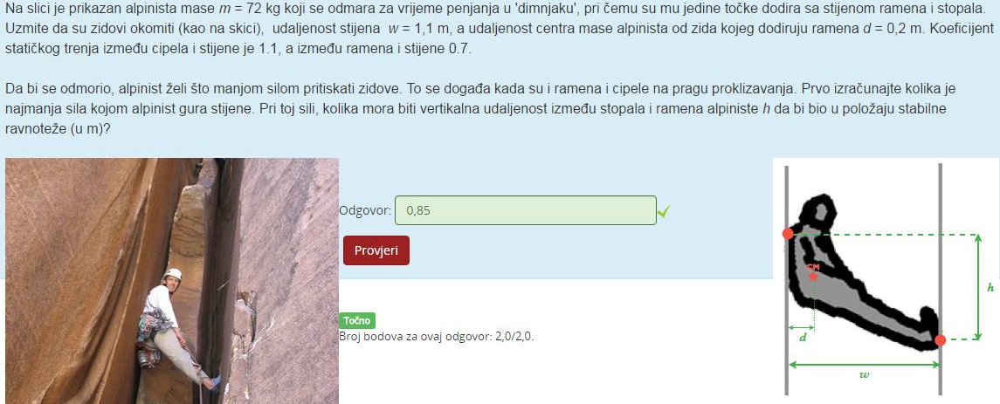 Na slici je prikazan alpinista mase m = 72 kg koji se odmara za vrijeme penjanja u 'dimnjaku', pri čemu su mu jedine točke dodira sa stijenom ramena i stopala.
Uzmite da su zidovi okomiti (kao na skici), udaljenost stijena w = 1,1 m, a udaljenost centra mase alpinista od zida kojeg dodiruju ramena d = 0,2 m. Koeficijent
statičkog trenja između cipela i stijene je 1.1, a između ramena i stijene 0.7.
Da bi se odmorio, alpinist želi što manjom silom pritiskati zidove. To se događa kada su i ramena i cipele na pragu proklizavanja. Prvo izračunajte kolika je
najmanja sila kojom alpinist gura stijene. Pri toj sili, kolika mora biti vertikalna udaljenost između stopala i ramena alpiniste h da bi bio u položaju stabilne
ravnoteže (u m)?
Odgovor: 0,85
Provjeri
Točno
Broj bodova za ovaj odgovor: 2,0/2,0.
CM
h
d
w